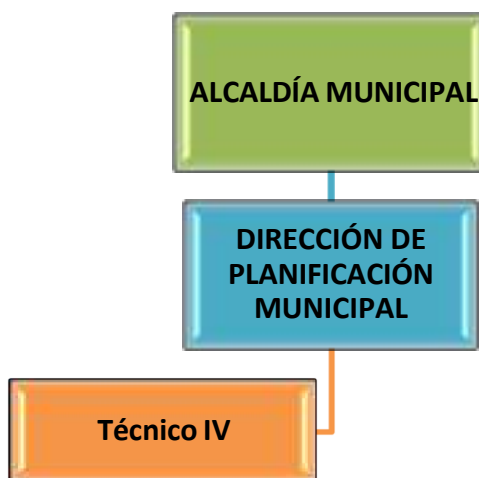 ALCALDÍA MUNICIPAL
DIRECCIÓN DE
PLANIFICACIÓN
MUNICIPAL
Técnico IV